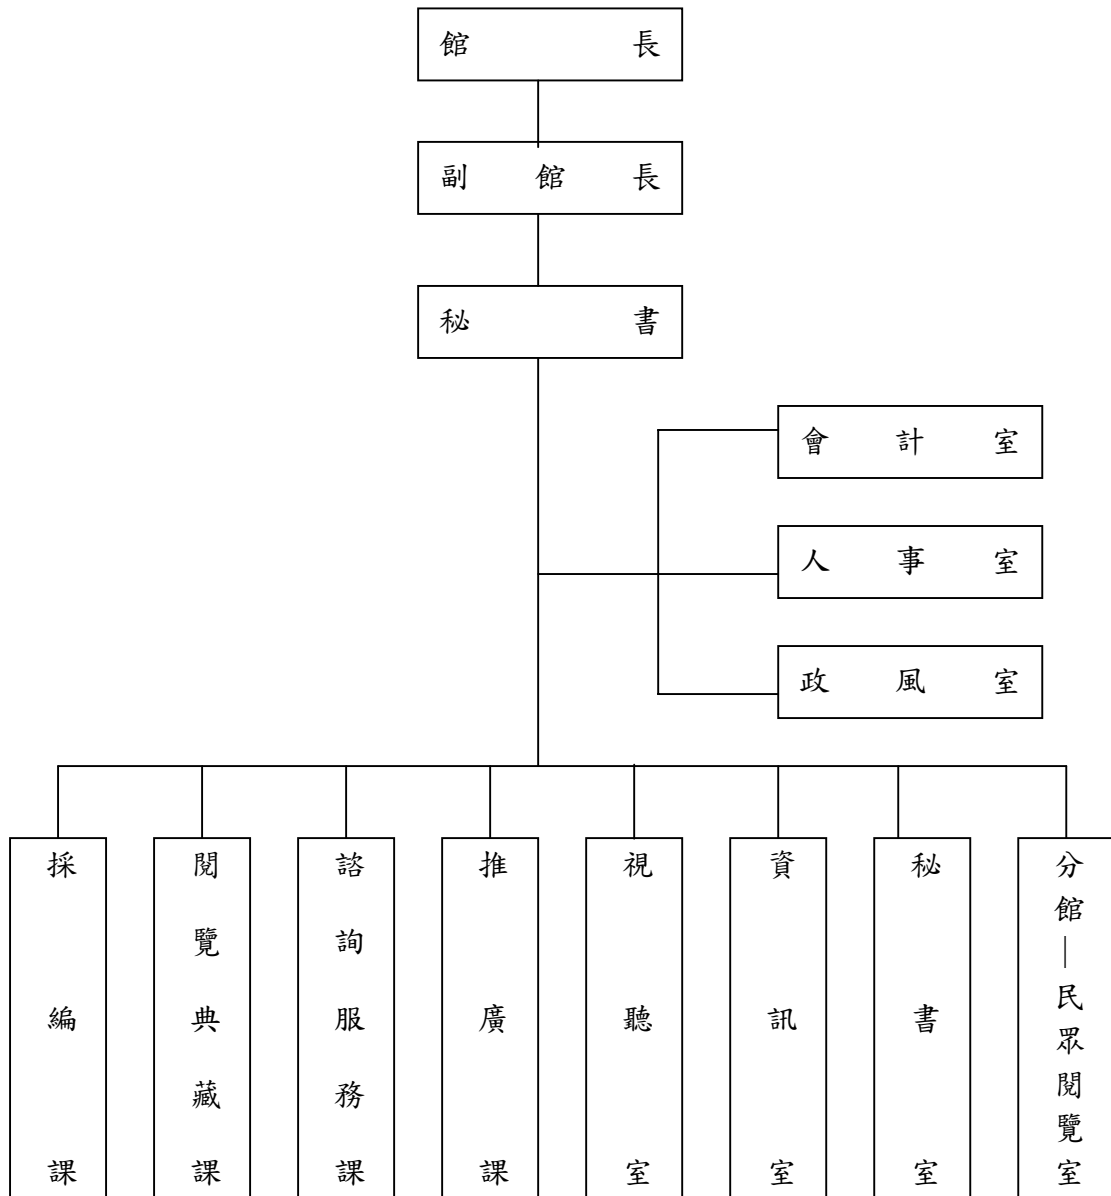 館長
副館長
秘書
會計室
人事室
政風室
採編課
閱覽典藏課
諮詢服務課
推廣課
視聽室
資訊室
秘書室
分館—民眾閱覽室